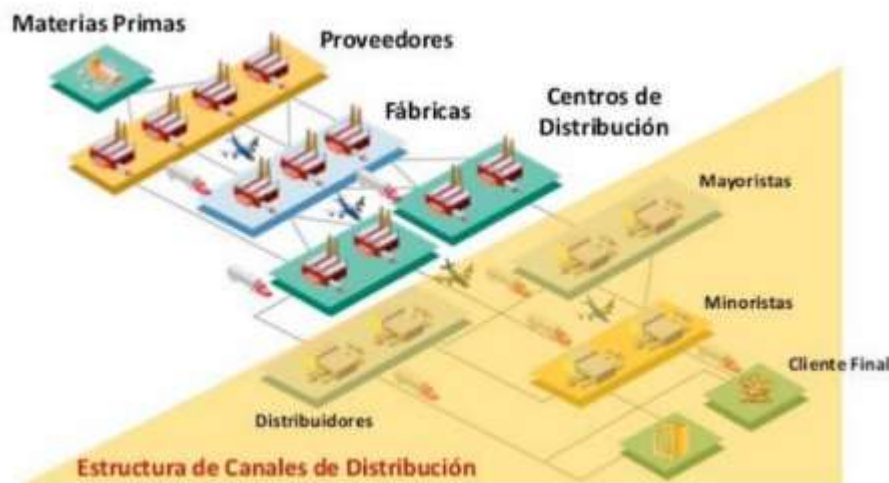 Materias Primas
Proveedores
Fábricas
Centros de
Distribución
Mayoristas
Minoristas
Cliente Final
Distribuidores
Estructura de Canales de Distribución